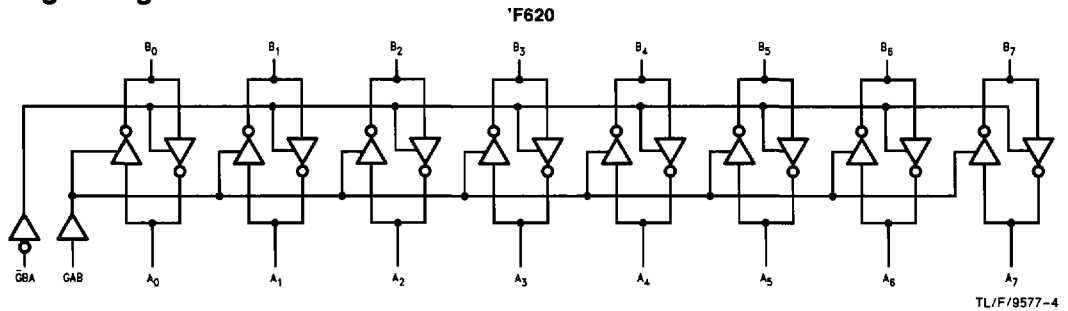 'F620
B0 B1 B2 B3 B4 B5 B6 B7
G̅BA GAB A0 A1 A2 A3 A4 A5 A6 A7
TL/F/9577-4